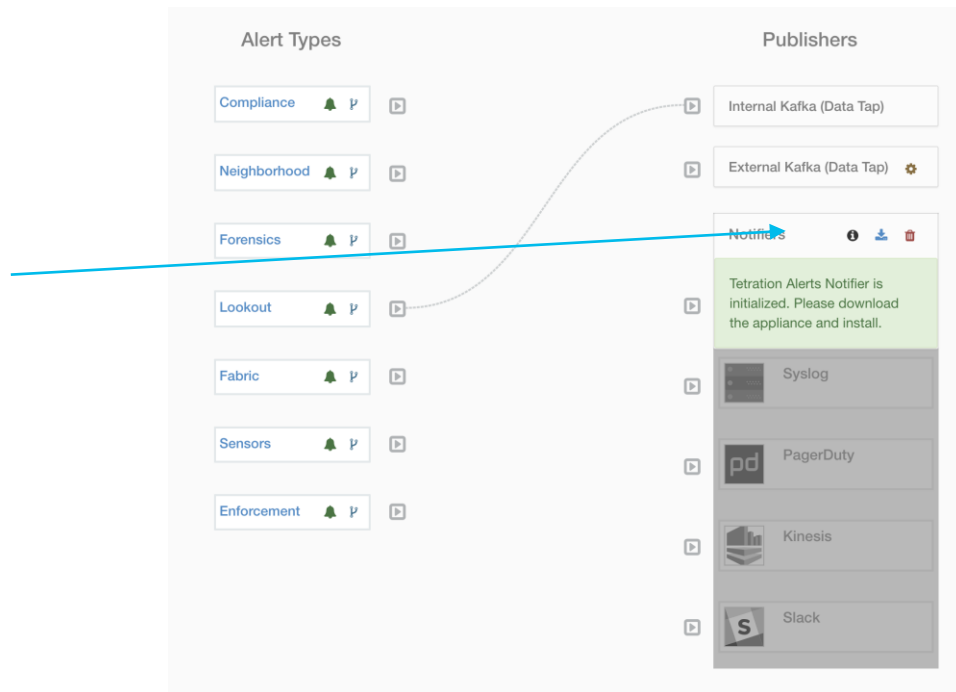 Alert Types
Publishers
Compliance
Neighborhood
Forensics
Lookout
Fabric
Sensors
Enforcement
Internal Kafka (Data Tap)
External Kafka (Data Tap)
Notifiers
Tetration Alerts Notifier is
initialized. Please download
the appliance and install.
Syslog
pd
PagerDuty
Kinesis
S
Slack